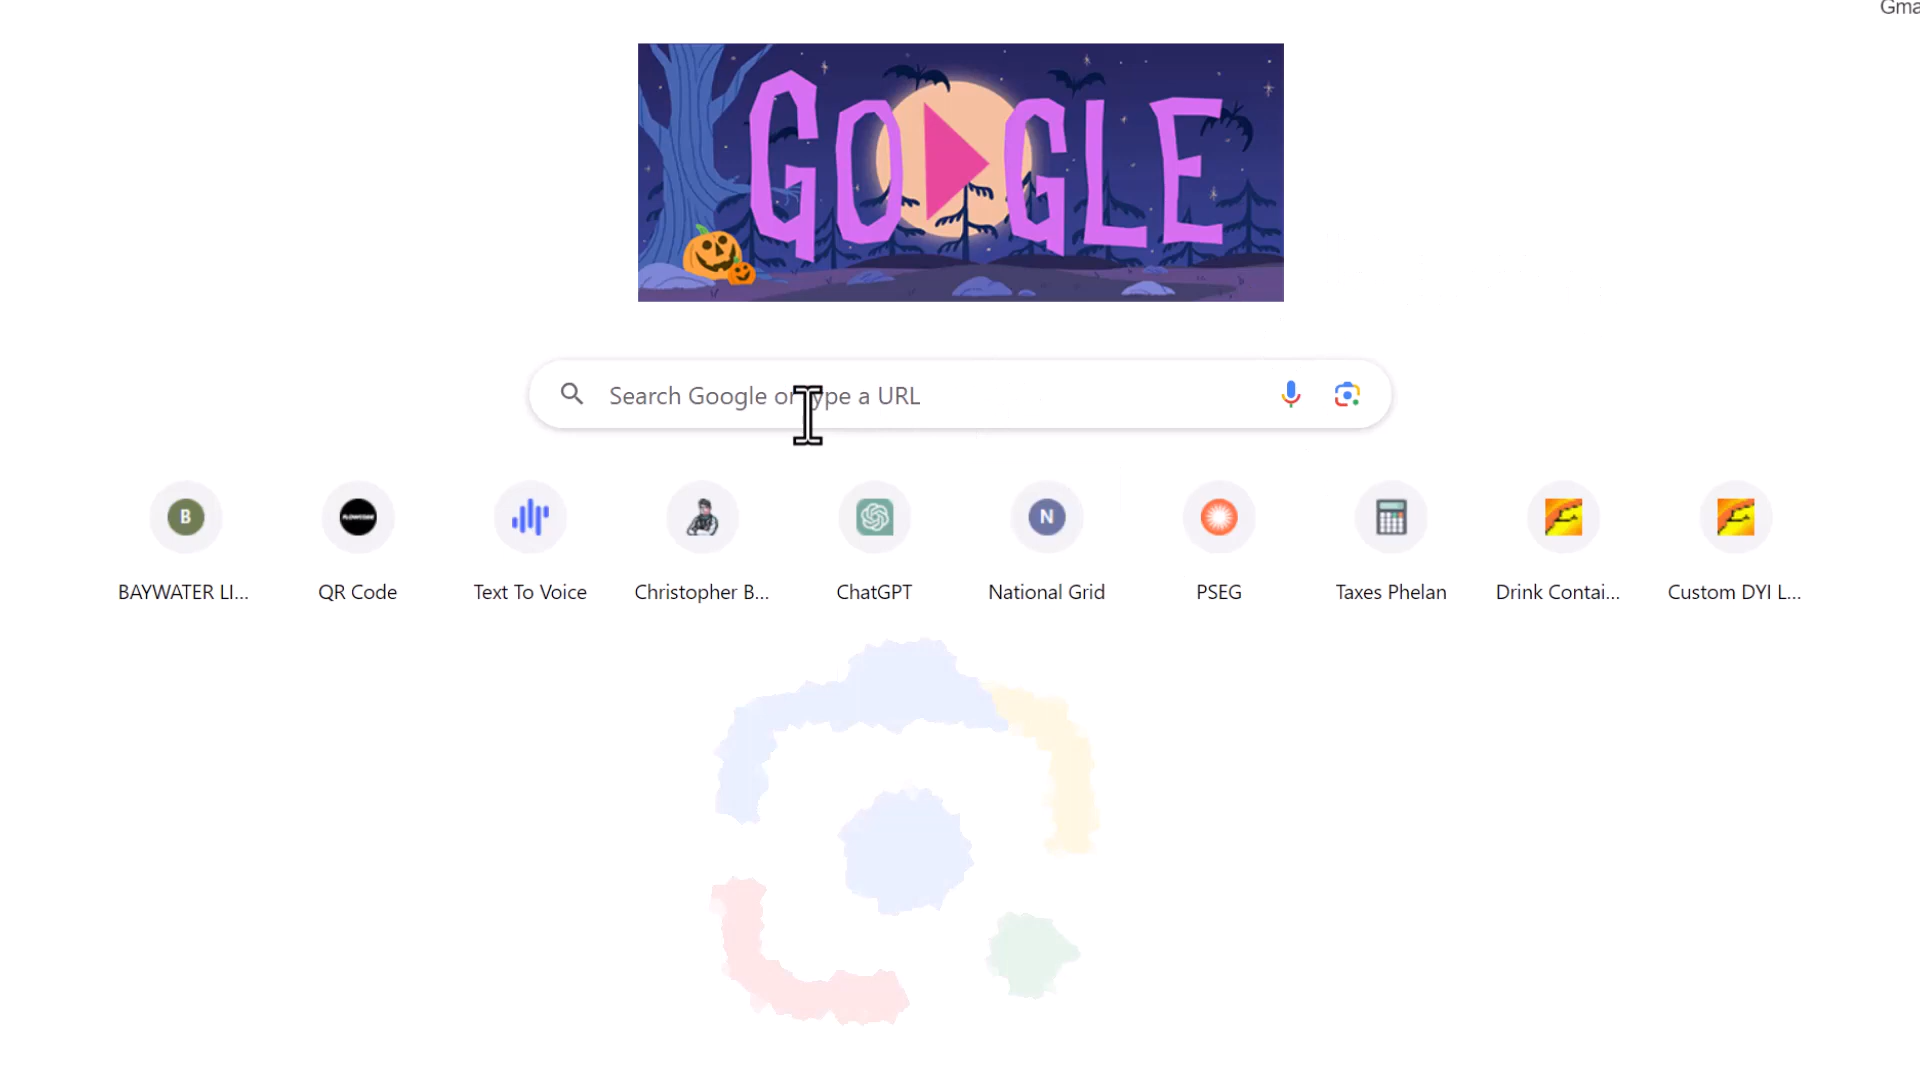 Gma
GOOGLE
Search Google or type a URL
B
FLOWCODE
N
BAYWATER LI...
QR Code
Text To Voice
Christopher B...
ChatGPT
National Grid
PSEG
Taxes Phelan
Drink Contai...
Custom DYI L...